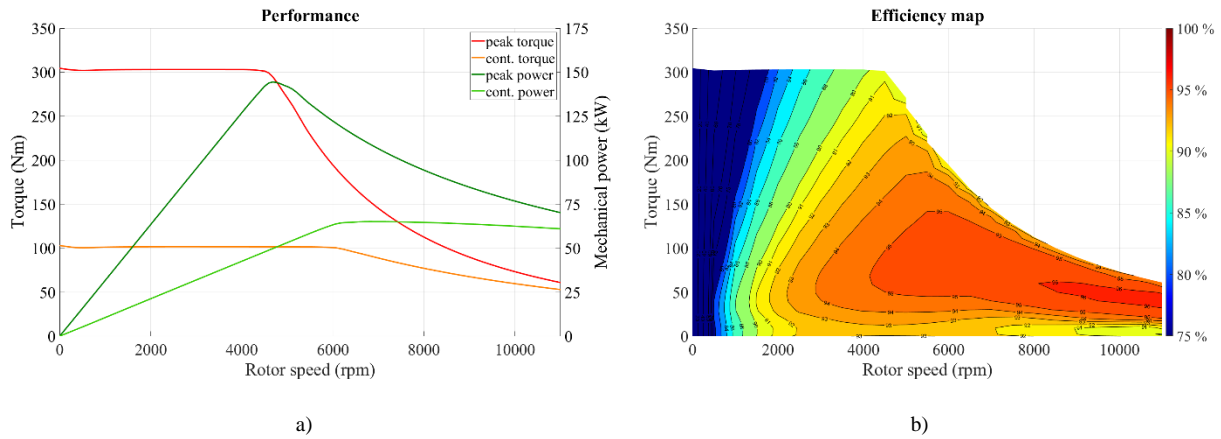 Performance
350
300
250
200
150
100
50
0
Torque (Nm)
175
150
125
100
75
50
25
0
Mechanical power (kW)
peak torque
cont. torque
peak power
cont. power
0 2000 4000 6000 8000 10000
Rotor speed (rpm)
a)
Efficiency map
350
300
250
200
150
100
50
0
Torque (Nm)
100 %
95 %
90 %
85 %
80 %
75 %
0 2000 4000 6000 8000 10000
Rotor speed (rpm)
b)